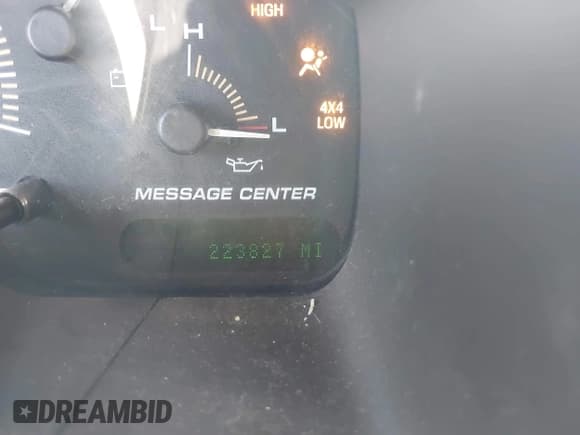 HIGH
L
H
4X4
LOW
L
MESSAGE CENTER
223827 MI
DREAMBID